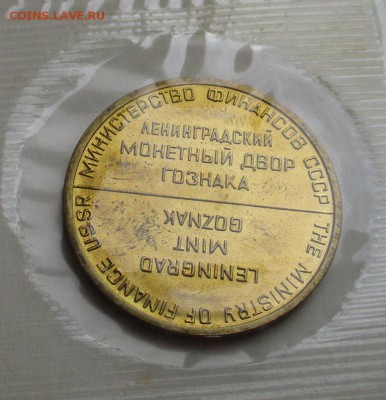 COINS.LAVE.RU
МИНИСТЕРСТВО ФИНАНСОВ СССР
ЛЕНИНГРАДСКИЙ
МОНЕТНЫЙ ДВОР
ГОЗНАКА
LENINGRAD
MINT
GOZNAK
THE MINISTRY OF FINANCE USSR